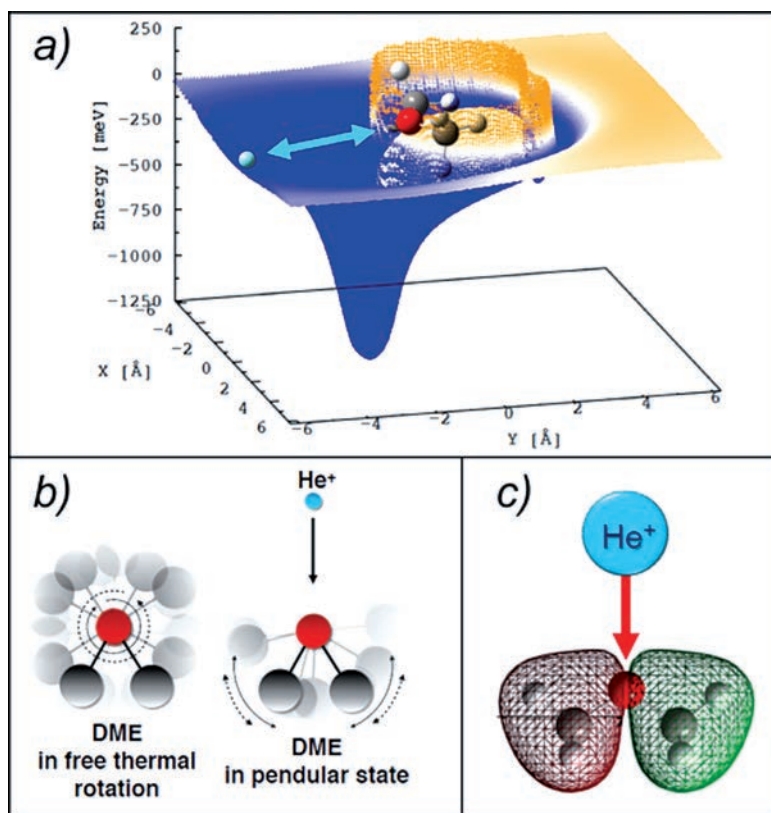 a)
250
0
-250
-500
-750
-1000
-1250
Energy [meV]
-6
-4
-2
0
2
4
6
X [Å]
-6
-4
-2
0
2
4
6
Y [Å]
b)
He⁺
DME
in free thermal
rotation
DME
in pendular state
c)
He⁺